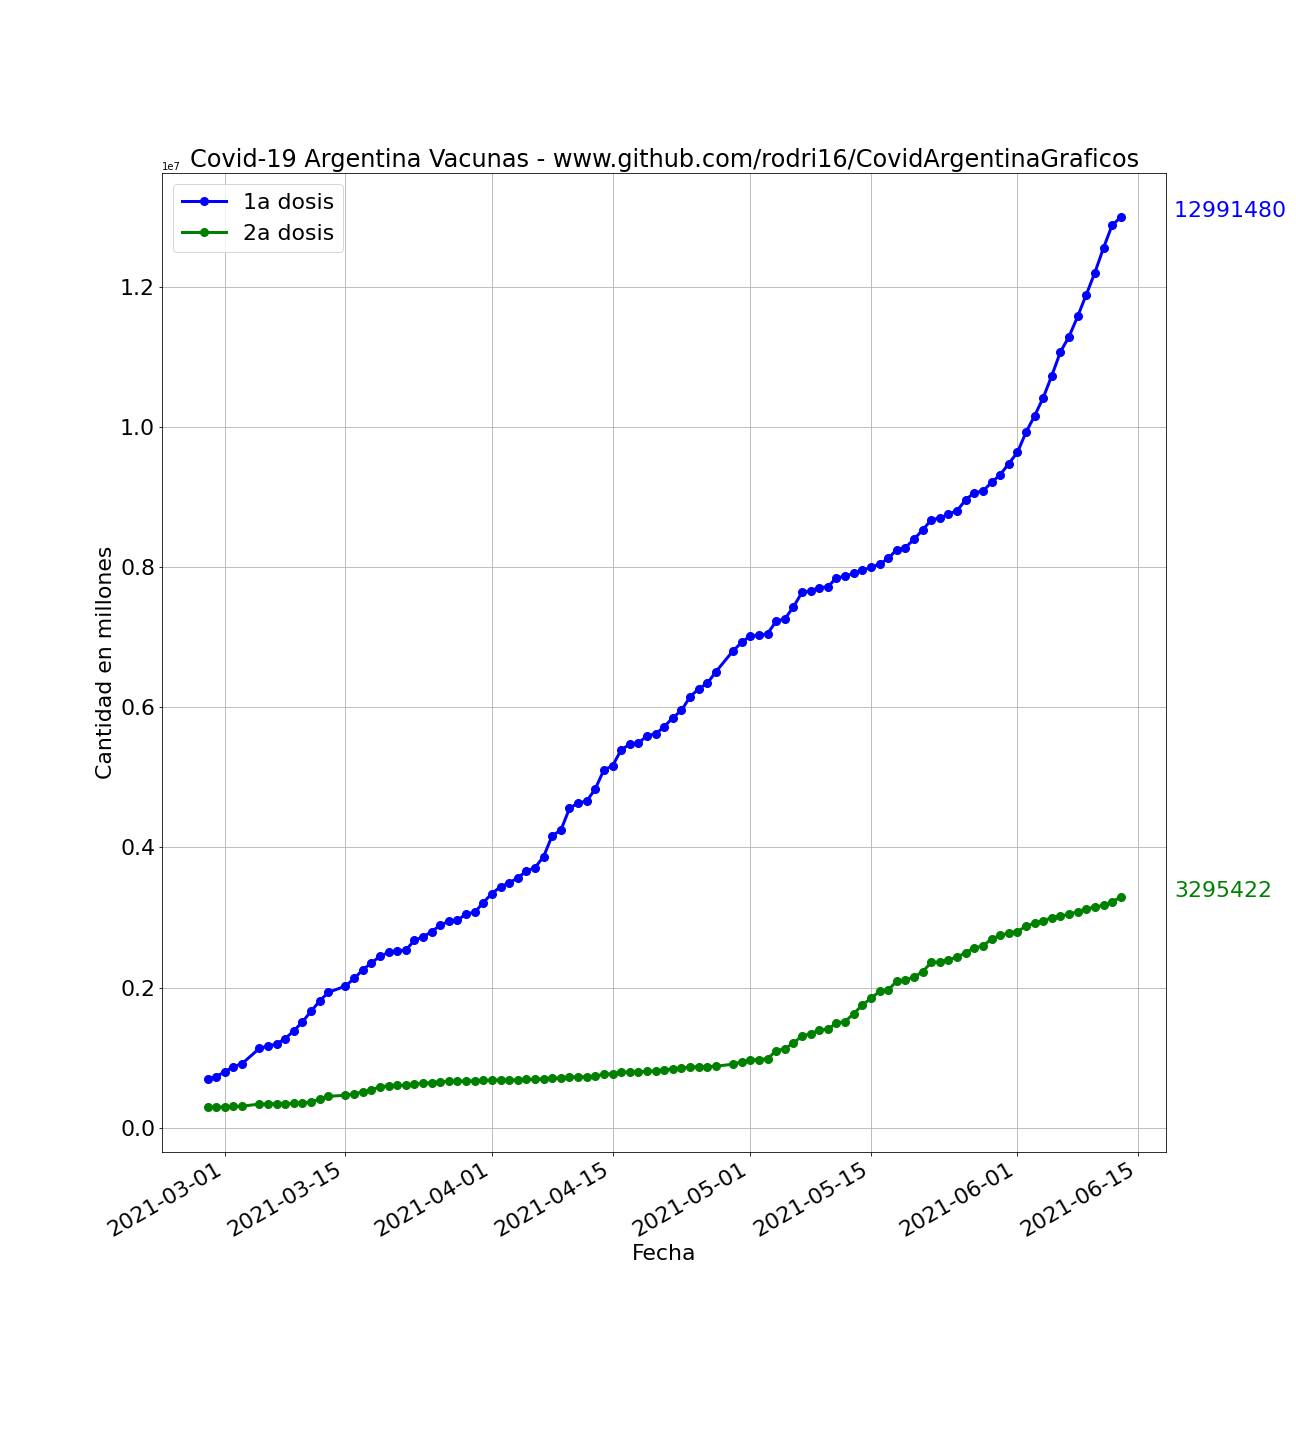 Covid-19 Argentina Vacunas - www.github.com/rodri16/CovidArgentinaGraficos
1e7
1a dosis
2a dosis
12991480
3295422
1.2
1.0
0.8
0.6
0.4
0.2
0.0
Cantidad en millones
2021-03-01
2021-03-15
2021-04-01
2021-04-15
2021-05-01
2021-05-15
2021-06-01
2021-06-15
Fecha